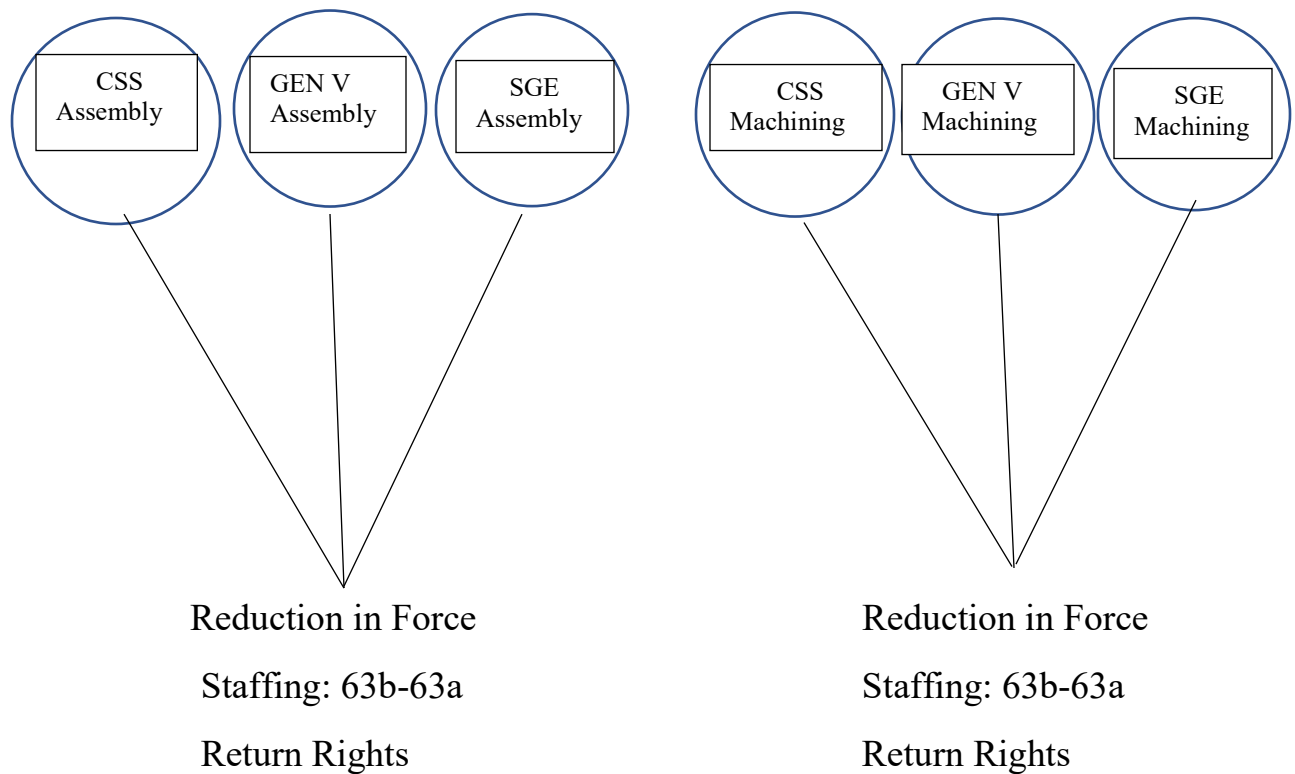 CSS
Assembly
GEN V
Assembly
SGE
Assembly
CSS
Machining
GEN V
Machining
SGE
Machining
Reduction in Force
Staffing: 63b-63a
Return Rights
Reduction in Force
Staffing: 63b-63a
Return Rights